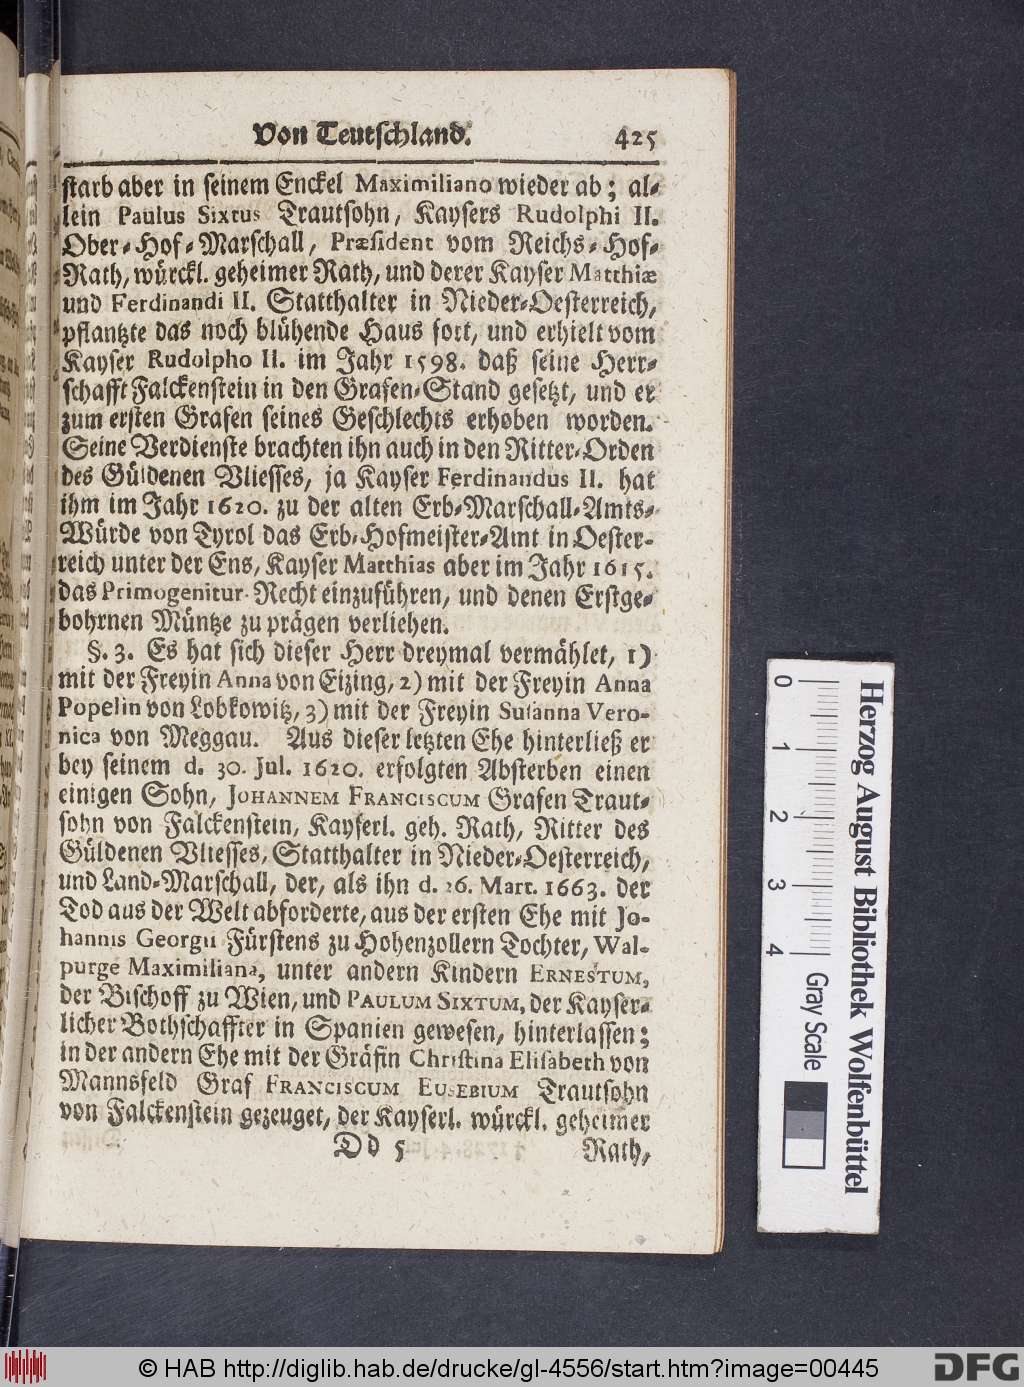 Von Teutschland. 425
starb aber in seinem Enckel Maximiliano wieder ab; al-
lein Paulus Sixtus Trautsohn, Kaysers Rudolphi II.
Ober-Hof-Marschall, Præsident vom Reichs-Hof-
Rath, würckl. geheimer Rath, und derer Kayser Matthiæ
und Ferdinandi II. Statthalter in Nieder-Oesterreich,
pflantzte das noch blühende Haus fort, und erhielt vom
Kayser Rudolpho II. im Jahr 1598. daß seine Herr-
schafft Falckenstein in den Grafen-Stand gesetzt, und er
zum ersten Grafen seines Geschlechts erhoben worden.
Seine Verdienste brachten ihn auch in den Ritter-Orden
des Güldenen Vliesses, ja Kayser Ferdinandus II. hat
ihm im Jahr 1620. zu der alten Erb-Marschall-Amts-
Würde von Tyrol das Erb-Hofmeister-Amt in Oester-
reich unter der Ens, Kayser Matthias aber im Jahr 1615.
das Primogenitur-Recht einzuführen, und denen Erstge-
bohrnen Müntze zu prägen verliehen.
§. 3. Es hat sich dieser Herr dreymal vermählet, 1)
mit der Freyin Anna von Eizing, 2) mit der Freyin Anna
Popelin von Lobkowitz, 3) mit der Freyin Susanna Vero-
nica von Meggau. Aus dieser letzten Ehe hinterließ er
bey seinem d. 30. Jul. 1620. erfolgten Absterben einen
einigen Sohn, JOHANNEM FRANCISCUM Grafen Traut-
sohn von Falckenstein, Kayserl. geh. Rath, Ritter des
Güldenen Vliesses, Statthalter in Nieder-Oesterreich,
und Land-Marschall, der, als ihn d. 26. Mart. 1663. der
Tod aus der Welt abforderte, aus der ersten Ehe mit Jo-
hannis Georgii Fürstens zu Hohenzollern Tochter, Wal-
purge Maximiliana, unter andern Kindern ERNESTUM,
der Bischoff zu Wien, und PAULUM SIXTUM, der Kayser-
licher Bothschaffter in Spanien gewesen, hinterlassen;
in der andern Ehe mit der Gräfin Christina Elisabeth von
Mannsfeld Graf FRANCISCUM EUSEBIUM Trautsohn
von Falckenstein gezeuget, der Kayserl. würckl. geheimer
Dd 5 Rath,
0 1 2 3 4
Herzog August Bibliothek Wolfenbüttel
Gray Scale
© HAB http://diglib.hab.de/drucke/gl-4556/start.htm?image=00445
DFG